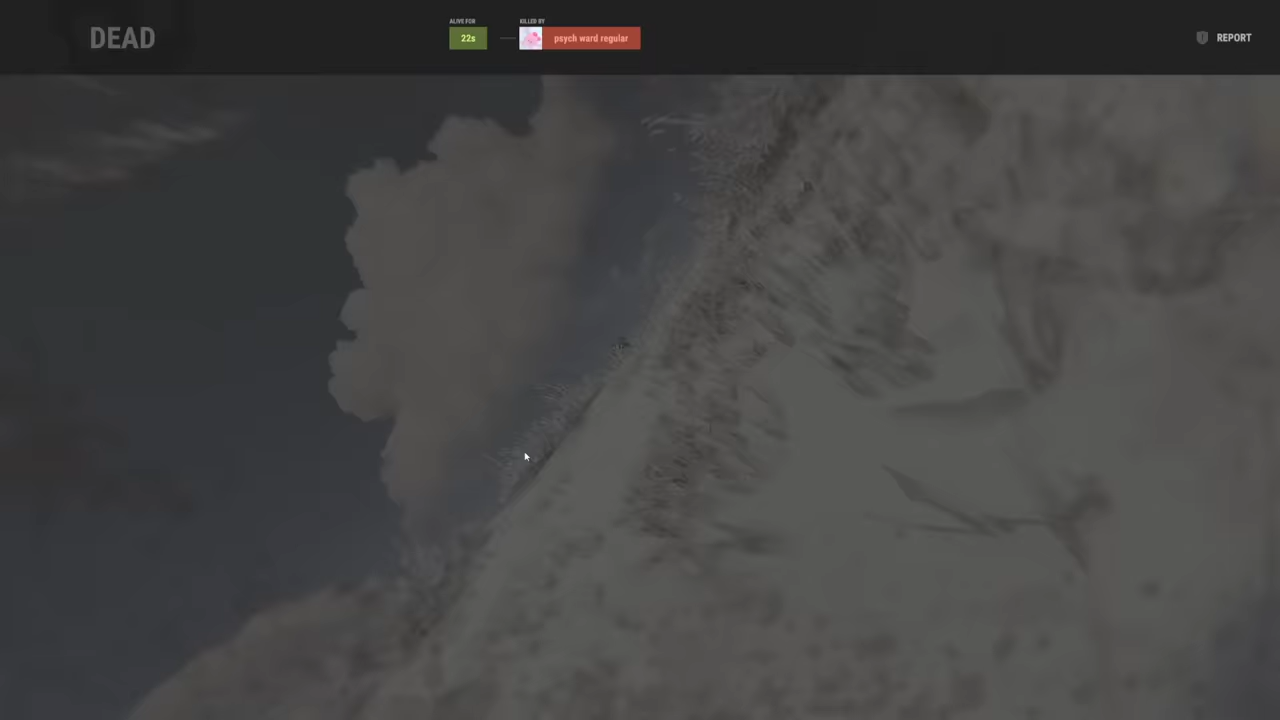 DEAD
ALIVE FOR
22s
KILLED BY
psych ward regular
REPORT